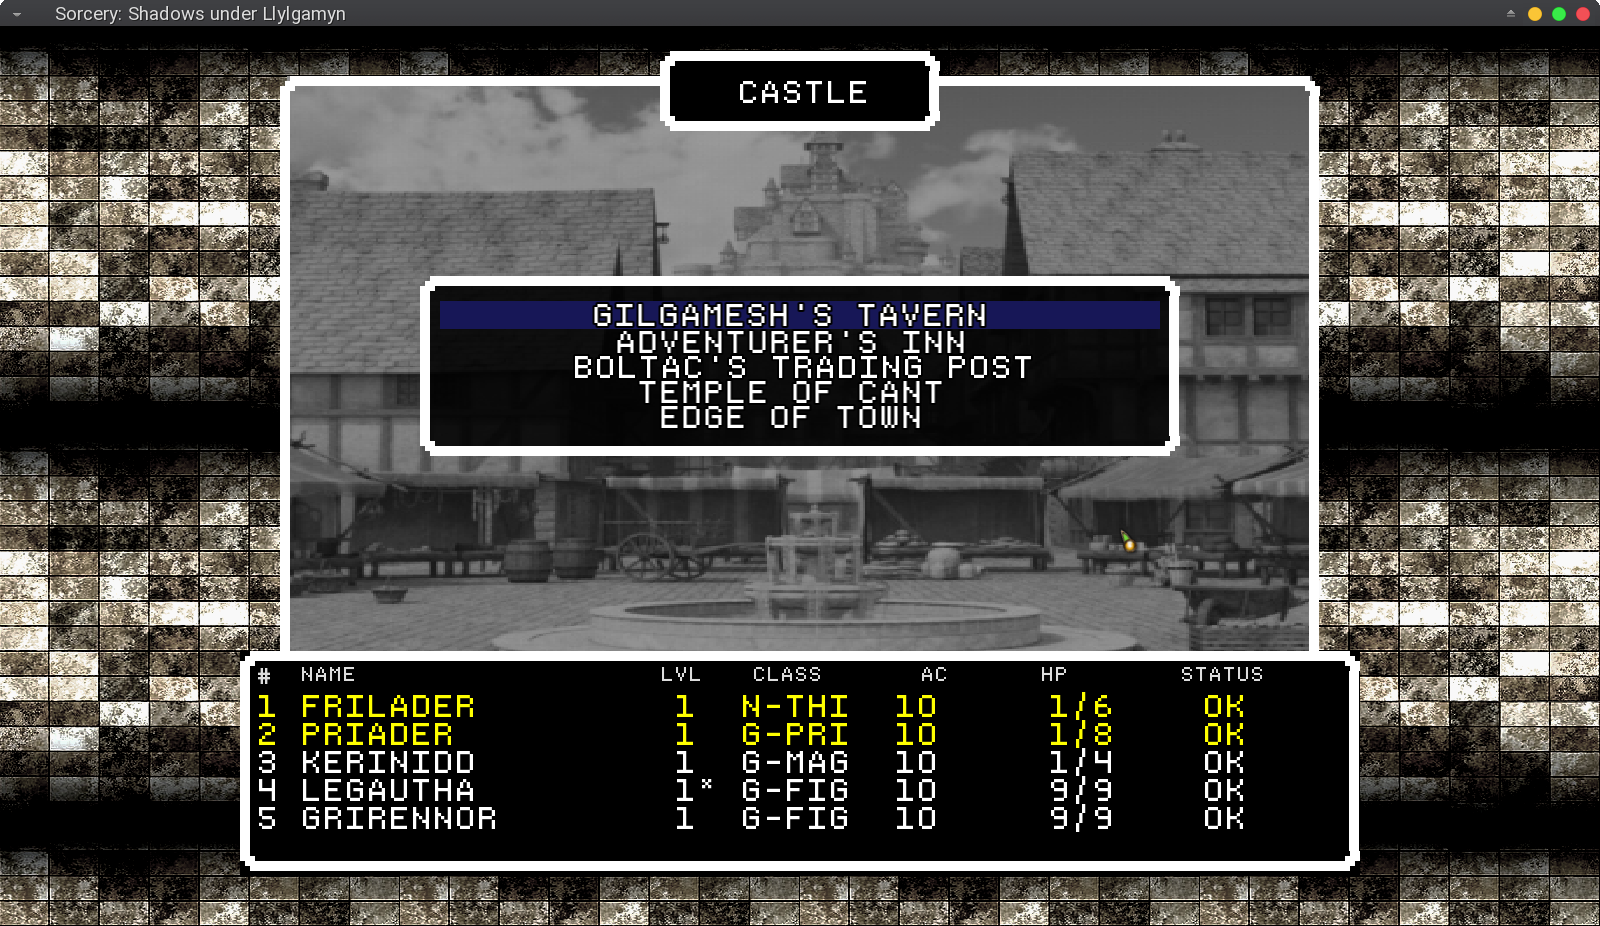 Sorcery: Shadows under Llylgamyn
CASTLE
GILGAMESH'S TAVERN
ADVENTURER'S INN
BOLTAC'S TRADING POST
TEMPLE OF CANT
EDGE OF TOWN
# NAME LVL CLASS AC HP STATUS
1 FRILADER 1 N-THI 10 1/6 OK
2 PRIADER 1 G-PRI 10 1/8 OK
3 KERINIDD 1 G-MAG 10 1/4 OK
4 LEGAUTHA 1* G-FIG 10 9/9 OK
5 GRIRENNOR 1 G-FIG 10 9/9 OK